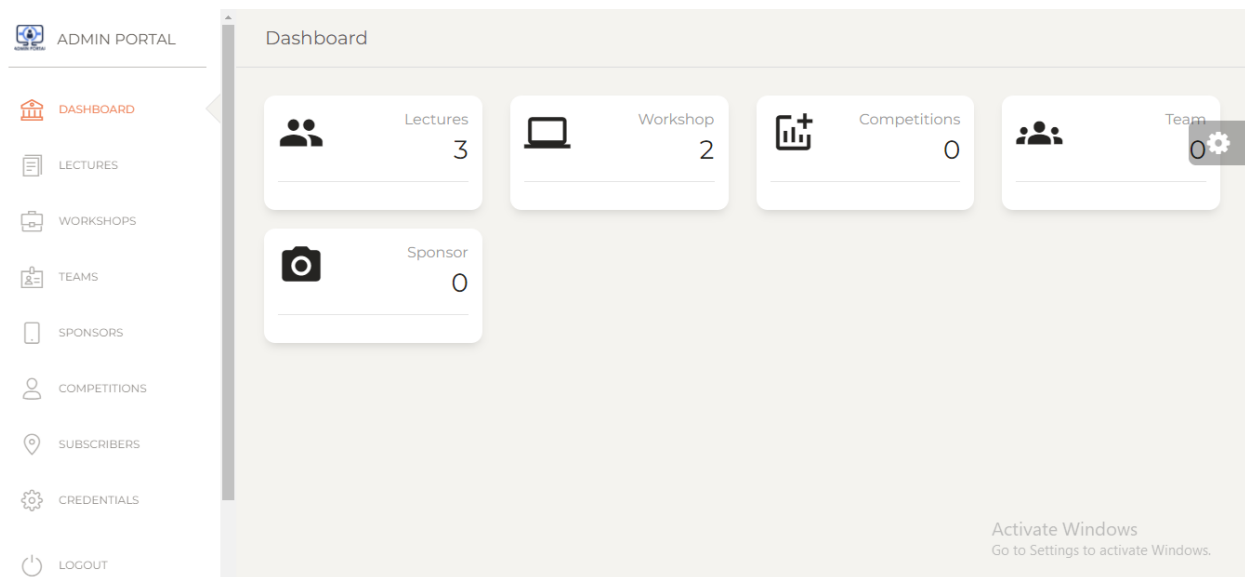 ADMIN PORTAL
Dashboard
DASHBOARD
LECTURES
WORKSHOPS
TEAMS
SPONSORS
COMPETITIONS
SUBSCRIBERS
CREDENTIALS
LOGOUT
Lectures
3
Workshop
2
Competitions
0
Team
0
Sponsor
0
Activate Windows
Go to Settings to activate Windows.